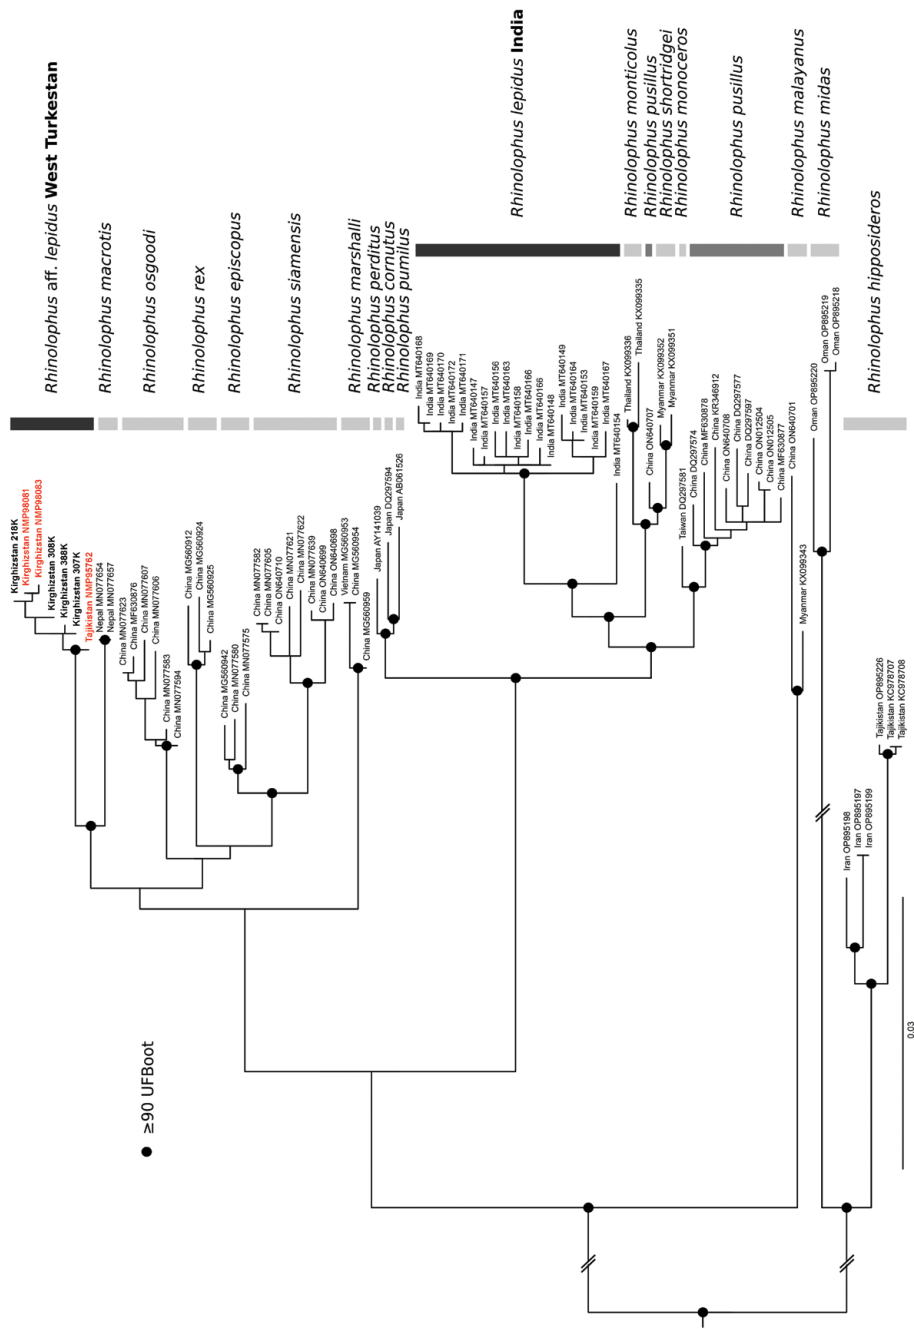 Rhinolophus aff. lepidus West Turkestan
Rhinolophus macrotis
Rhinolophus osgoodi
Rhinolophus rex
Rhinolophus episcopus
Rhinolophus siamensis
Rhinolophus marshalli
Rhinolophus perditus
Rhinolophus cornutus
Rhinolophus pumilus
Rhinolophus lepidus India
Rhinolophus monticolus
Rhinolophus pusillus
Rhinolophus shortridgei
Rhinolophus monoceros
Rhinolophus pusillus
Rhinolophus malayanus
Rhinolophus midas
Rhinolophus hipposideros
Kirghizstan 218K
Kirghizstan NMP98081
Kirghizstan NMP98083
Kirghizstan 308K
Kirghizstan 388K
Kirghizstan 307K
Tajikistan NMP95762
Nepal MN077654
Nepal MN077657
China MN077623
China MF630876
China MN077607
China MN077606
China MN077583
China MN077594
China MG560912
China MG560924
China MG560925
China MG560942
China MN077580
China MN077575
China MN077582
China MN077605
China ON640710
China MN077621
China MN077622
China MN077639
China ON640699
China ON640698
Vietnam MG560953
China MG560954
China MG560959
Japan AY141039
Japan DQ297594
Japan AB061526
India MT640168
India MT640169
India MT640170
India MT640172
India MT640171
India MT640147
India MT640157
India MT640156
India MT640163
India MT640158
India MT640166
India MT640166
India MT640148
India MT640149
India MT640164
India MT640153
India MT640159
India MT640167
India MT640154
Thailand KX099336
Thailand KX099335
China ON640707
Myanmar KX099352
Myanmar KX099351
Taiwan DQ297581
China DQ297574
China MF630878
China KR346912
China ON640708
China DQ297577
China DQ297597
China ON012504
China ON012505
China MF630877
China ON640701
Myanmar KX099343
Oman OP895220
Oman OP895219
Oman OP895218
Iran OP895198
Iran OP895197
Iran OP895199
Tajikistan OP895226
Tajikistan KC978707
Tajikistan KC978708
≥90 UFBoot
0.03